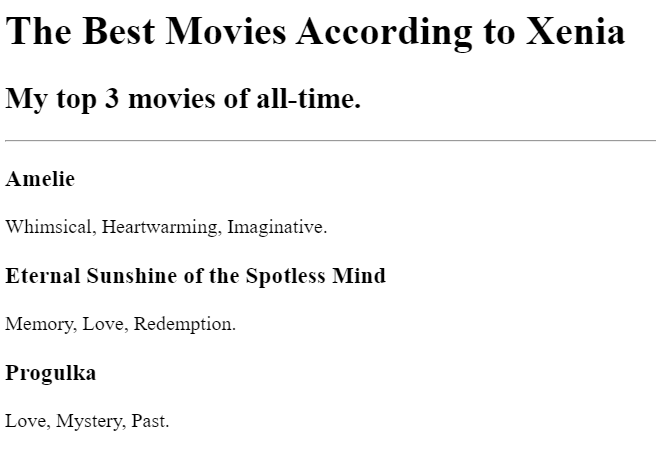 The Best Movies According to Xenia
My top 3 movies of all-time.
Amelie
Whimsical, Heartwarming, Imaginative.
Eternal Sunshine of the Spotless Mind
Memory, Love, Redemption.
Progulka
Love, Mystery, Past.